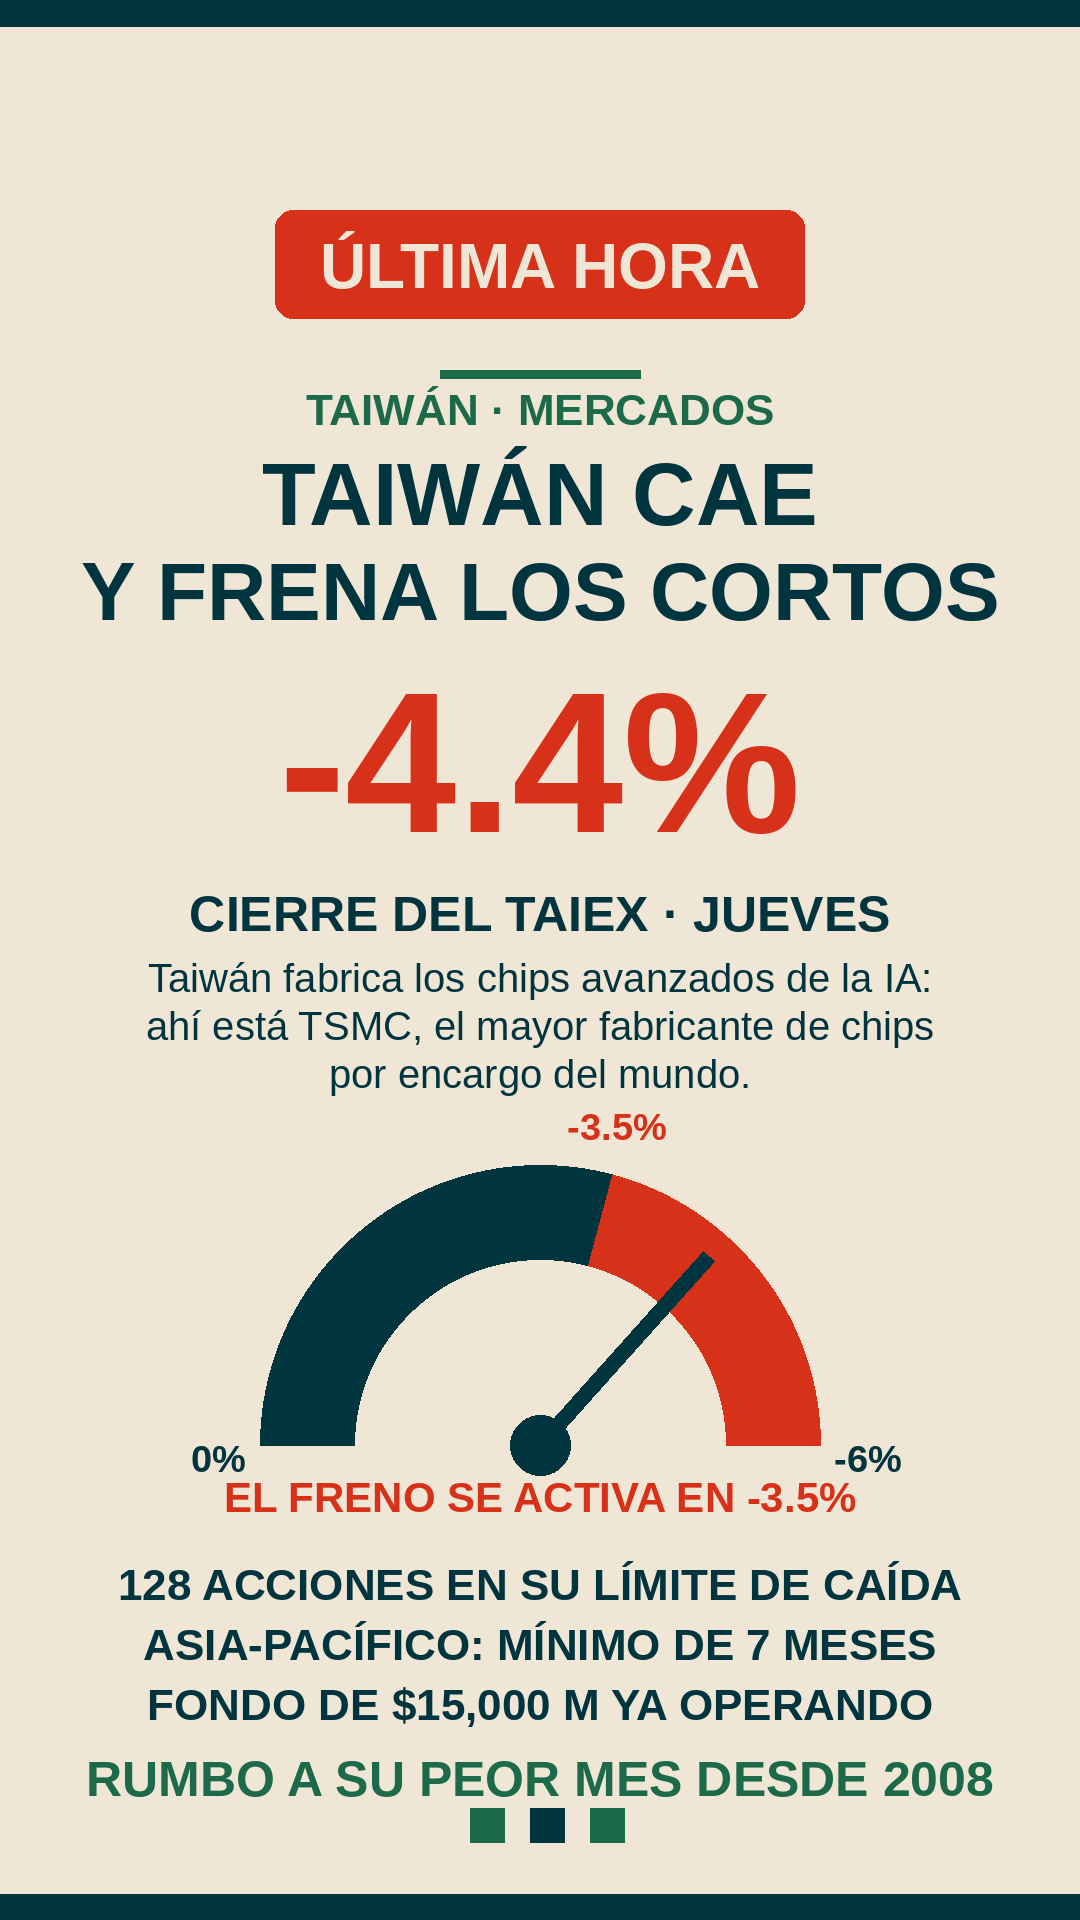 ÚLTIMA HORA
TAIWÁN · MERCADOS
TAIWÁN CAE
Y FRENA LOS CORTOS
-4.4%
CIERRE DEL TAIEX · JUEVES
Taiwán fabrica los chips avanzados de la IA:
ahí está TSMC, el mayor fabricante de chips
por encargo del mundo.
-3.5%
0%
-6%
EL FRENO SE ACTIVA EN -3.5%
128 ACCIONES EN SU LÍMITE DE CAÍDA
ASIA-PACÍFICO: MÍNIMO DE 7 MESES
FONDO DE $15,000 M YA OPERANDO
RUMBO A SU PEOR MES DESDE 2008